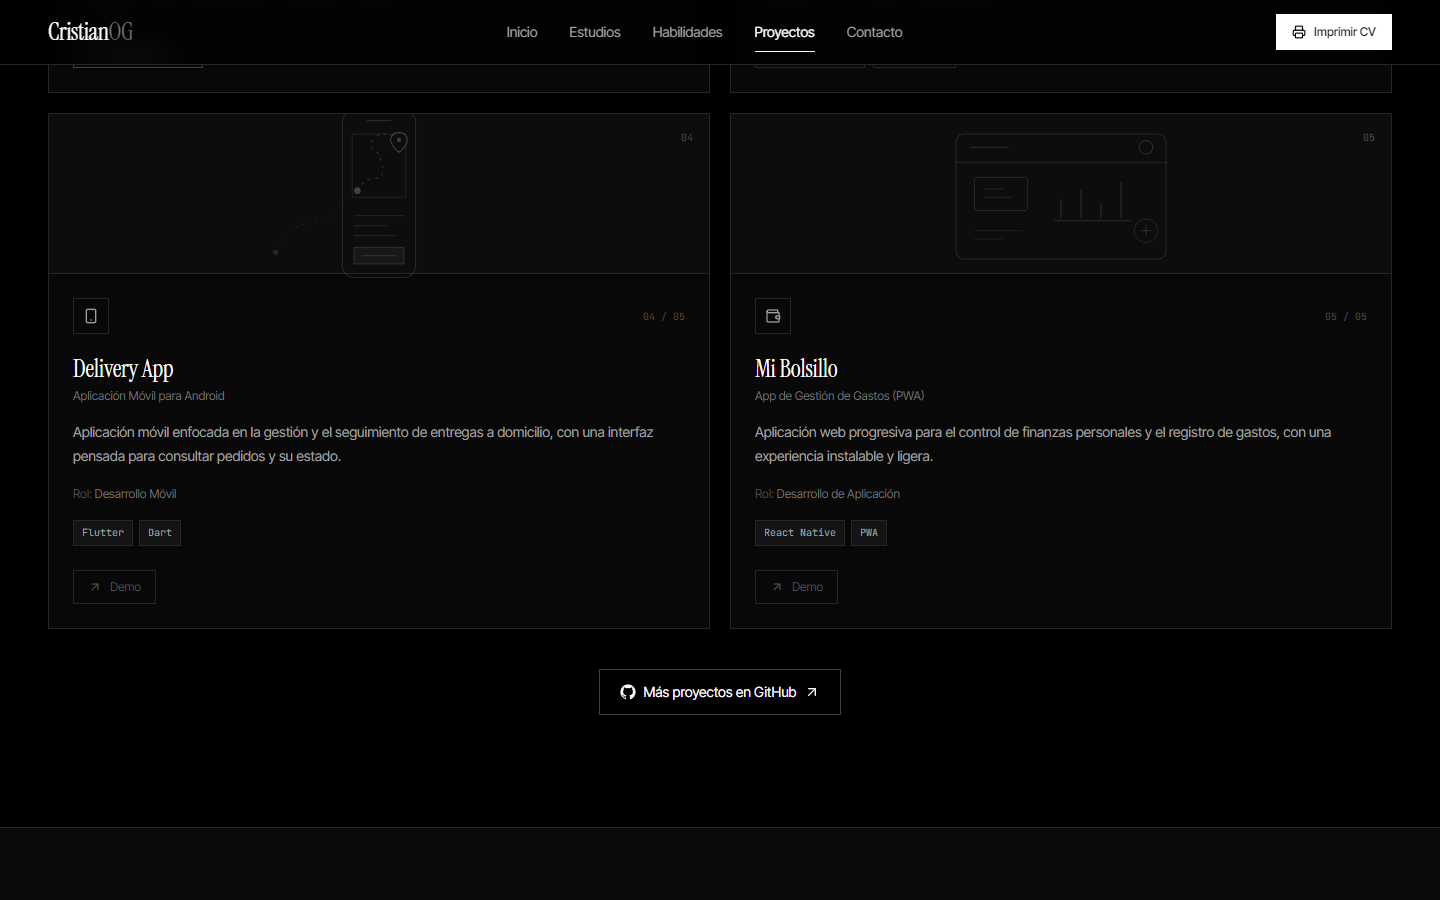 CristianOG
Inicio
Estudios
Habilidades
Proyectos
Contacto
Imprimir CV
04
04 / 05
Delivery App
Aplicación Móvil para Android
Aplicación móvil enfocada en la gestión y el seguimiento de entregas a domicilio, con una interfaz
pensada para consultar pedidos y su estado.
Rol: Desarrollo Móvil
Flutter
Dart
Demo
05
05 / 05
Mi Bolsillo
App de Gestión de Gastos (PWA)
Aplicación web progresiva para el control de finanzas personales y el registro de gastos, con una
experiencia instalable y ligera.
Rol: Desarrollo de Aplicación
React Native
PWA
Demo
Más proyectos en GitHub